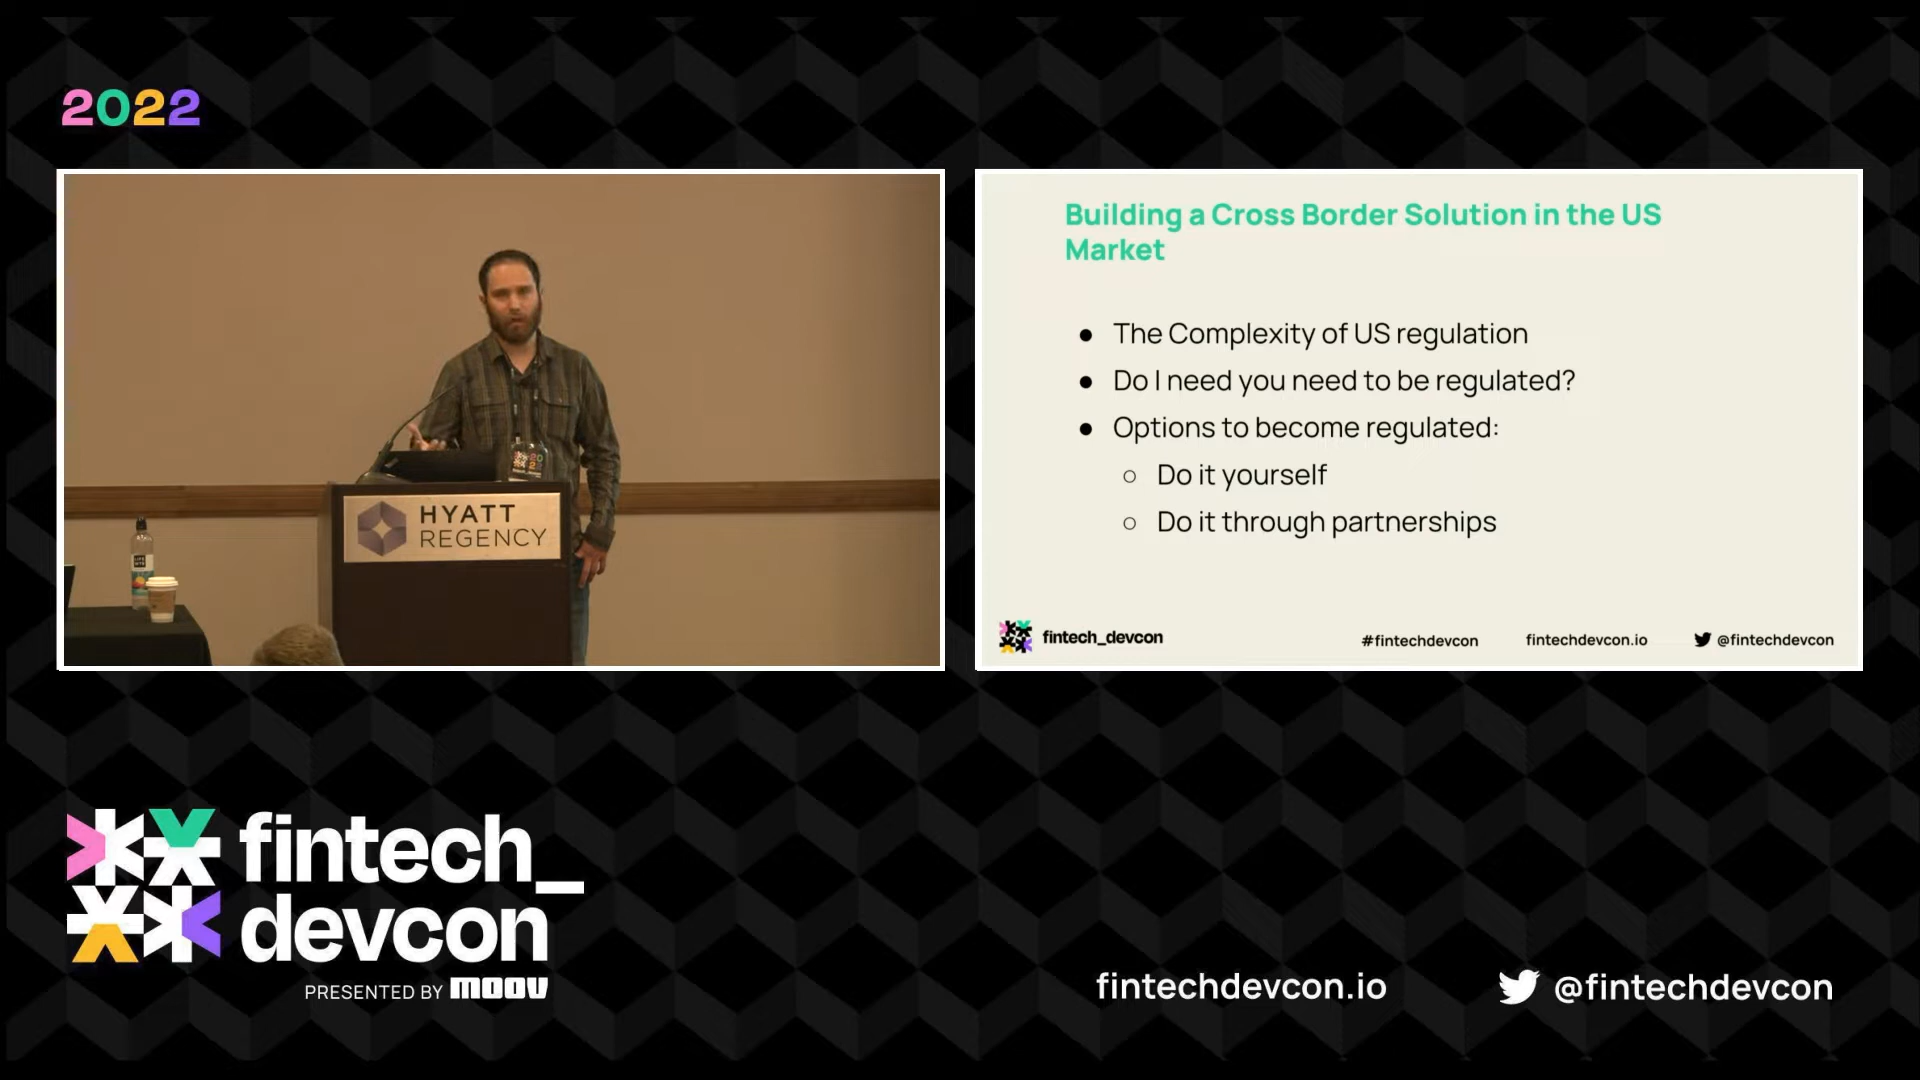 2022
HYATT
REGENCY
Building a Cross Border Solution in the US
Market
● The Complexity of US regulation
● Do I need you need to be regulated?
● Options to become regulated:
○ Do it yourself
○ Do it through partnerships
fintech_devcon
#fintechdevcon
fintechdevcon.io
@fintechdevcon
fintech_
devcon
PRESENTED BY moov
fintechdevcon.io
@fintechdevcon